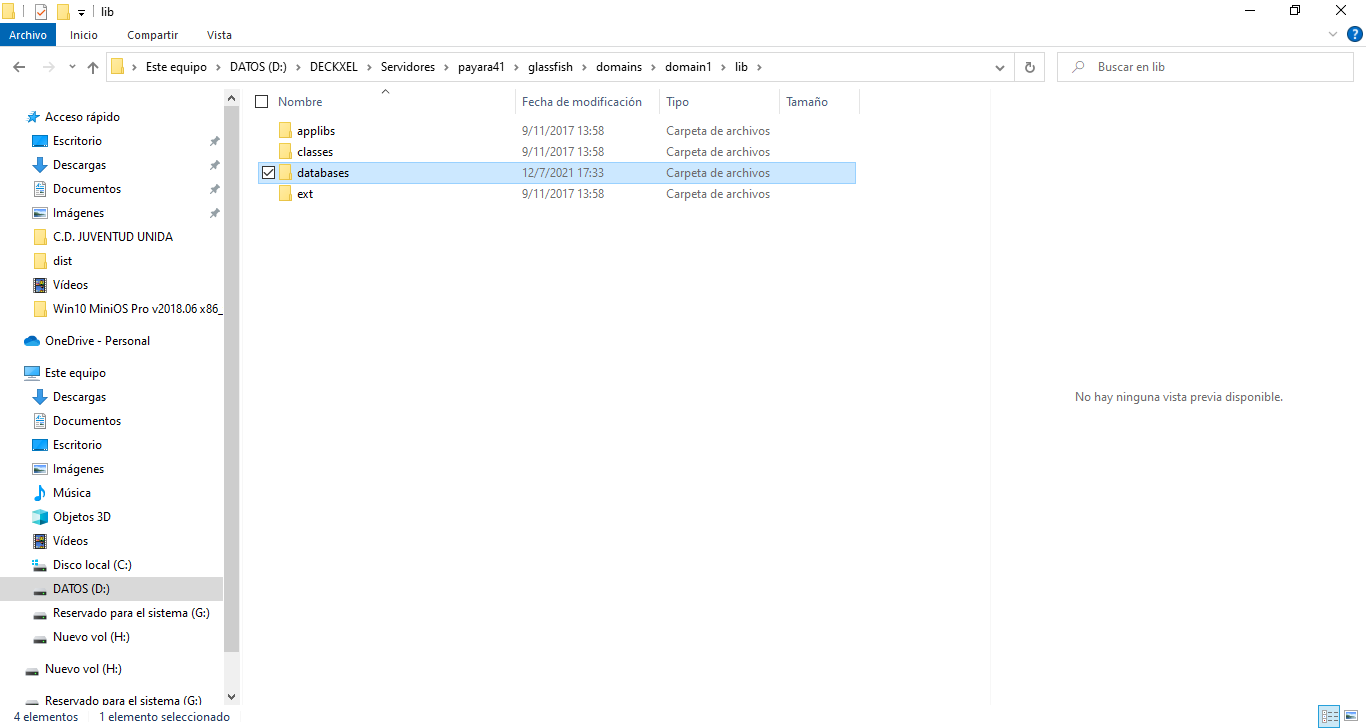 lib
Archivo Inicio Compartir Vista
Este equipo DATOS (D:) DECKXEL Servidores payara41 glassfish domains domain1 lib
Buscar en lib
Acceso rápido
Escritorio
Descargas
Documentos
Imágenes
C.D. JUVENTUD UNIDA
dist
Vídeos
Win10 MiniOS Pro v2018.06 x86_
OneDrive - Personal
Este equipo
Descargas
Documentos
Escritorio
Imágenes
Música
Objetos 3D
Vídeos
Disco local (C:)
DATOS (D:)
Reservado para el sistema (G:)
Nuevo vol (H:)
Nuevo vol (H:)
Reservado para el sistema (G:)
Nombre Fecha de modificación Tipo Tamaño
applibs 9/11/2017 13:58 Carpeta de archivos
classes 9/11/2017 13:58 Carpeta de archivos
databases 12/7/2021 17:33 Carpeta de archivos
ext 9/11/2017 13:58 Carpeta de archivos
No hay ninguna vista previa disponible.
4 elementos 1 elemento seleccionado